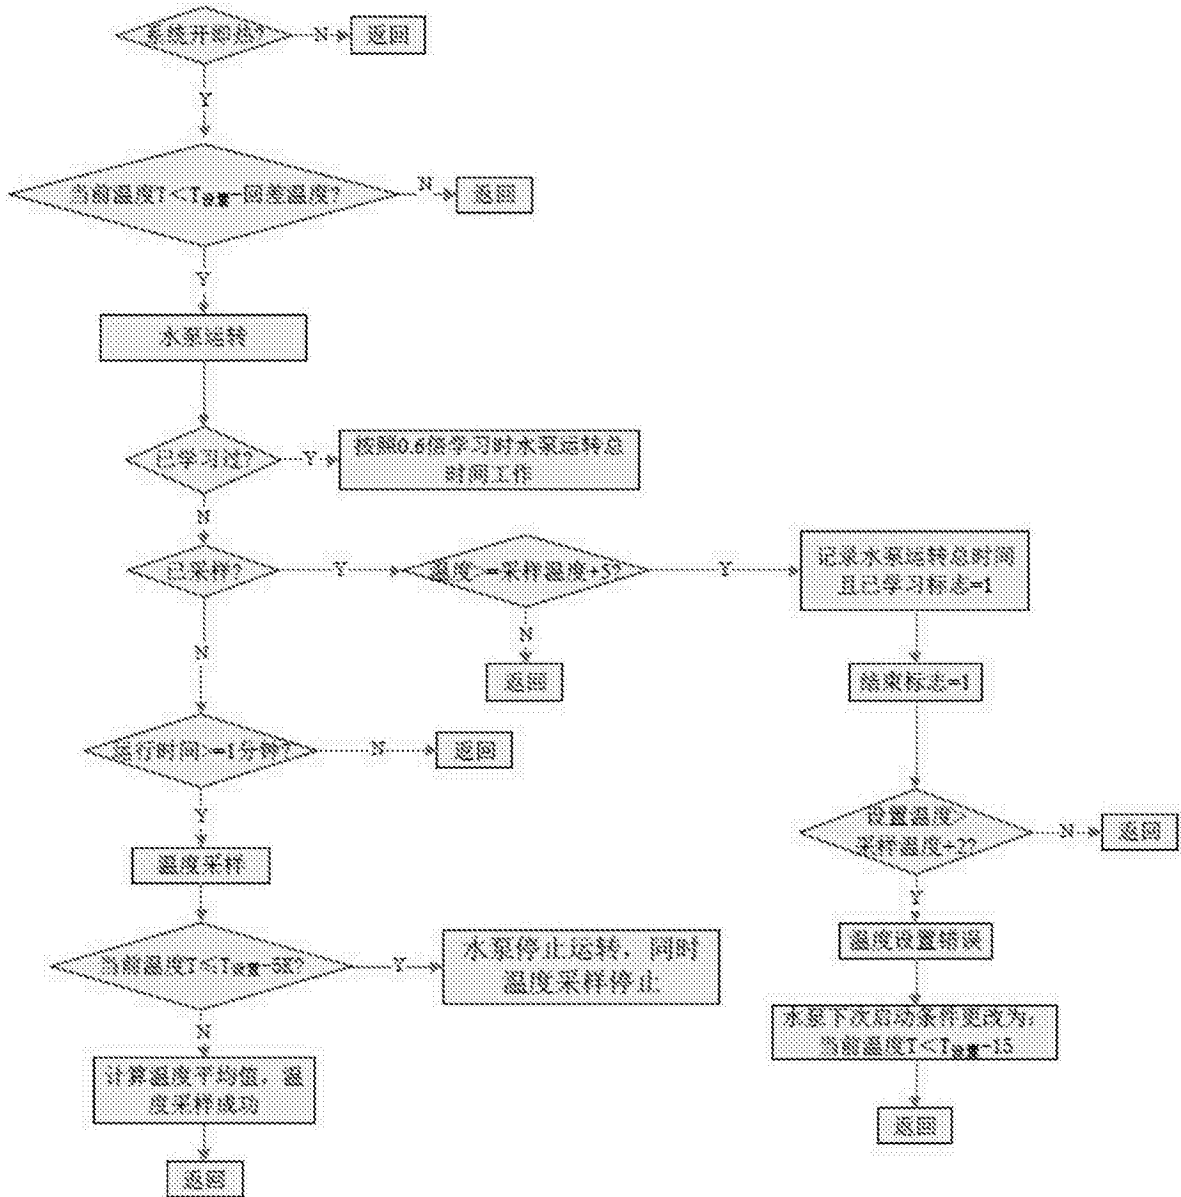 系统开即热?
N
返回
Y
当前温度T<T设置-回差温度?
N
返回
Y
水泵运转
已学习过?
Y
按照0.6倍学习时水泵运转总
时间工作
N
已采样?
Y
温度>=采样温度+5?
Y
记录水泵运转总时间
且已学习标志=1
N
N
返回
结束标志=1
运行时间>=1分钟?
N
返回
Y
设置温度>
采样温度+2?
N
返回
温度采样
Y
当前温度T≤T设置-5K?
Y
水泵停止运转，同时
温度采样停止
温度设置错误
N
水泵下次启动条件更改为：
当前温度T<T设置-15
计算温度平均值，温
度采样成功
返回
返回